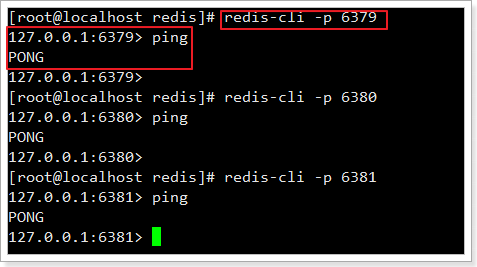 [root@localhost redis]# redis-cli -p 6379
127.0.0.1:6379> ping
PONG
127.0.0.1:6379>
[root@localhost redis]# redis-cli -p 6380
127.0.0.1:6380> ping
PONG
127.0.0.1:6380>
[root@localhost redis]# redis-cli -p 6381
127.0.0.1:6381> ping
PONG
127.0.0.1:6381>